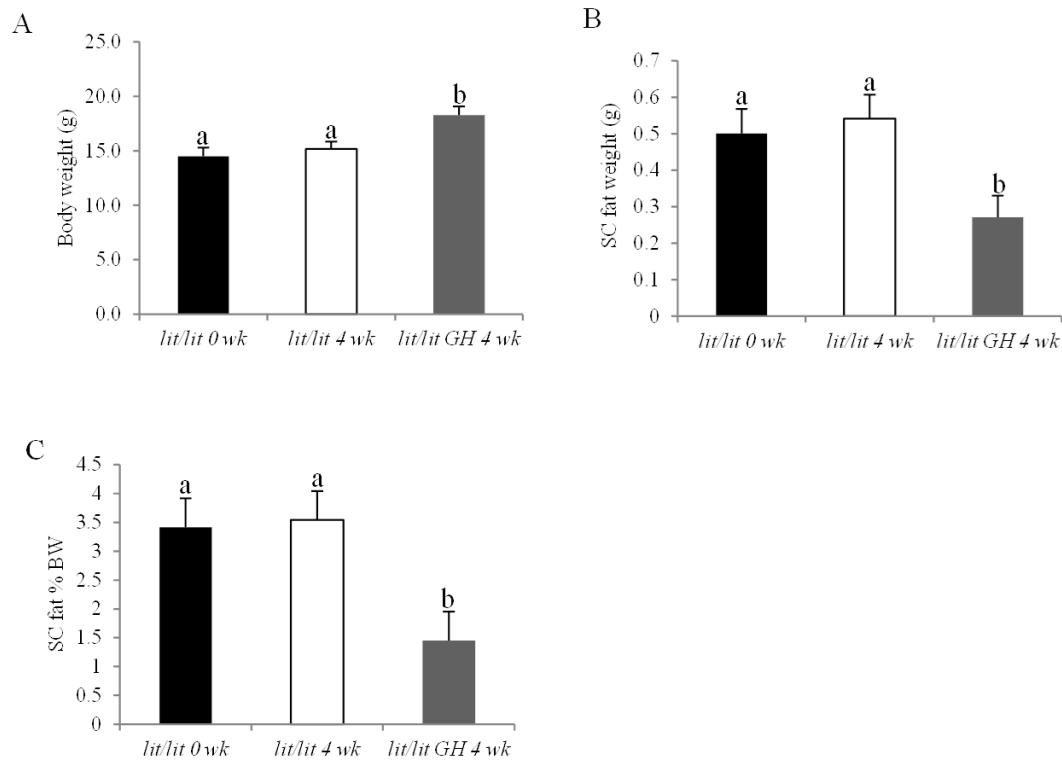 A
Body weight (g)
25.0
20.0
15.0
10.0
5.0
0.0
a
a
b
lit/lit 0 wk
lit/lit 4 wk
lit/lit GH 4 wk
B
SC fat weight (g)
0.7
0.6
0.5
0.4
0.3
0.2
0.1
0
a
a
b
lit/lit 0 wk
lit/lit 4 wk
lit/lit GH 4 wk
C
SC fat % BW
4.5
4
3.5
3
2.5
2
1.5
1
0.5
0
a
a
b
lit/lit 0 wk
lit/lit 4 wk
lit/lit GH 4 wk